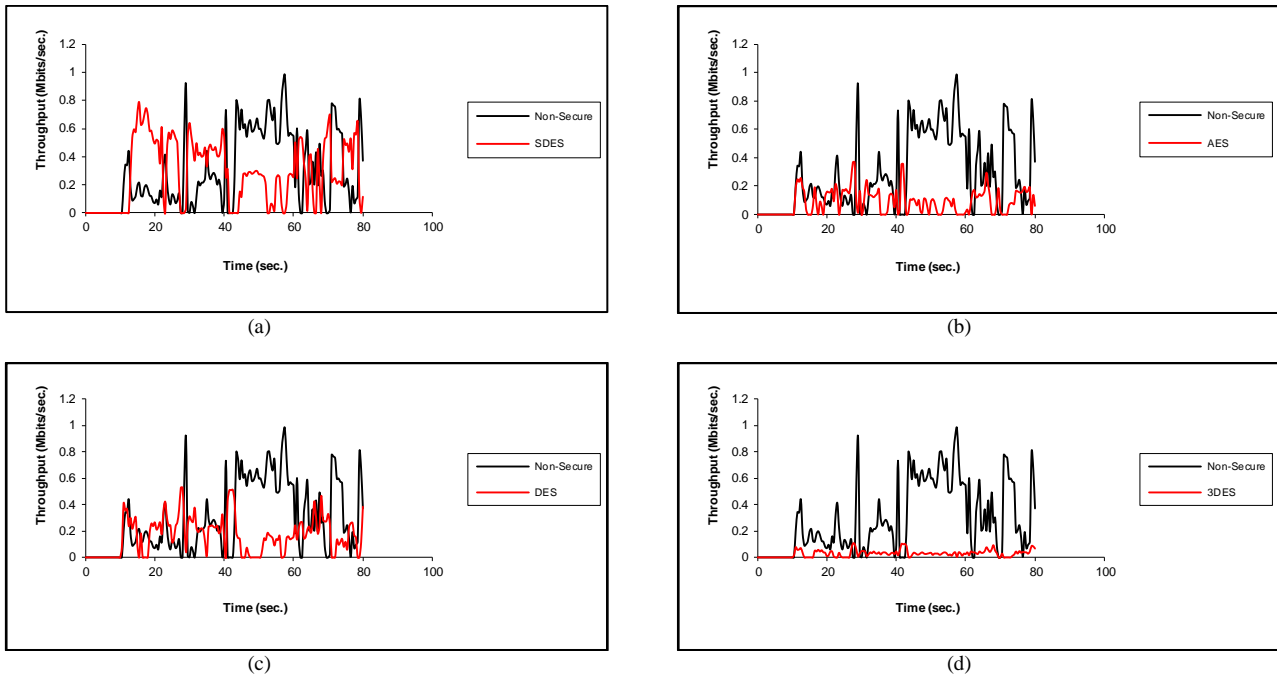 Throughput (Mbits/sec.)
1.2
1
0.8
0.6
0.4
0.2
0
0 20 40 60 80 100
Time (sec.)
Non-Secure
SDES
(a)
Throughput (Mbits/sec.)
1.2
1
0.8
0.6
0.4
0.2
0
0 20 40 60 80 100
Time (sec.)
Non-Secure
AES
(b)
Throughput (Mbits/sec.)
1.2
1
0.8
0.6
0.4
0.2
0
0 20 40 60 80 100
Time (sec.)
Non-Secure
DES
(c)
Throughput (Mbits/sec.)
1.2
1
0.8
0.6
0.4
0.2
0
0 20 40 60 80 100
Time (sec.)
Non-Secure
3DES
(d)